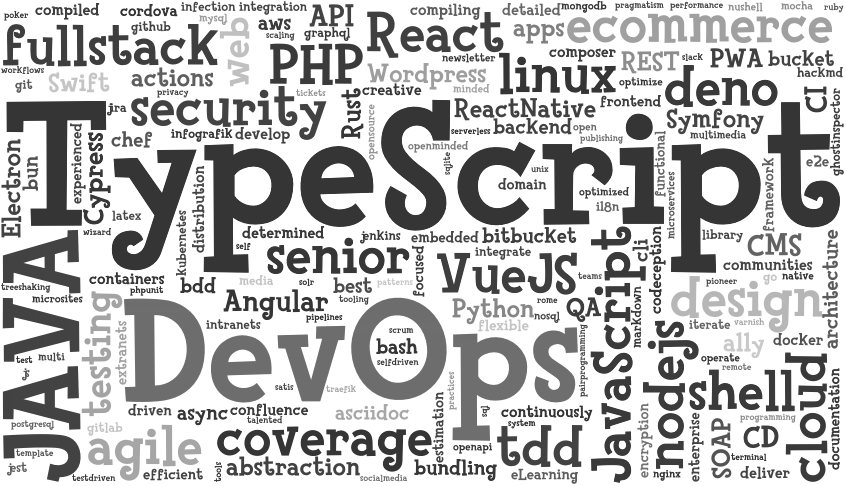 poker
compiled
cordova
infection integration
mongodb
pragmatism
performance
nushell
mocha
ruby
github
mysql
aws
API
compiling
detailed
fullstack
web
scaling
graphql
React
apps
ecommerce
PHP
newsletter
composer
REST
slack
PWA
bucket
workflows
Swift
actions
Wordpress
linux
optimize
hackmd
git
privacy
tickets
creative
minded
deno
CI
jra
security
Rust
opensource
ReactNative
frontend
Symfony
ghostinspector
chef
infografik
develop
serverless
backend
open
publishing
multimedia
Electron
bun
experienced
Cypress
TypeScript
openminded
sqlite
unix
functional
e2e
domain
optimized
framework
latex
distribution
i18n
microservices
wizard
Kubernetes
self
determined
jenkins
embedded
bitbucket
library
CMS
JAVA
senior
focused
integrate
JavaScript
cli
codeception
communities
architecture
treeshaking
containers
phpunit
bdd
media
solr
best
patterns
VueJS
teams
pioneer
go
native
microsites
testing
extranets
Angular
tooling
Python
rome
nosql
QA
markdown
design
intranets
pipelines
flexible
nodejs
iterate
varnish
DevOps
scrum
bash
selfdriven
pairprogramming
ally
docker
test
multi
operate
remote
satis
traefik
practices
sql
shell
cloud
documentation
driven
async
confluence
talented
asciidoc
estimation
continuously
system
encryption
enterprise
SOAP
programming
postgresql
gitlab
agile
coverage
openapi
tdd
CD
terminal
template
jest
testdriven
efficient
tools
abstraction
socialmedia
bundling
eLearning
nginx
deliver